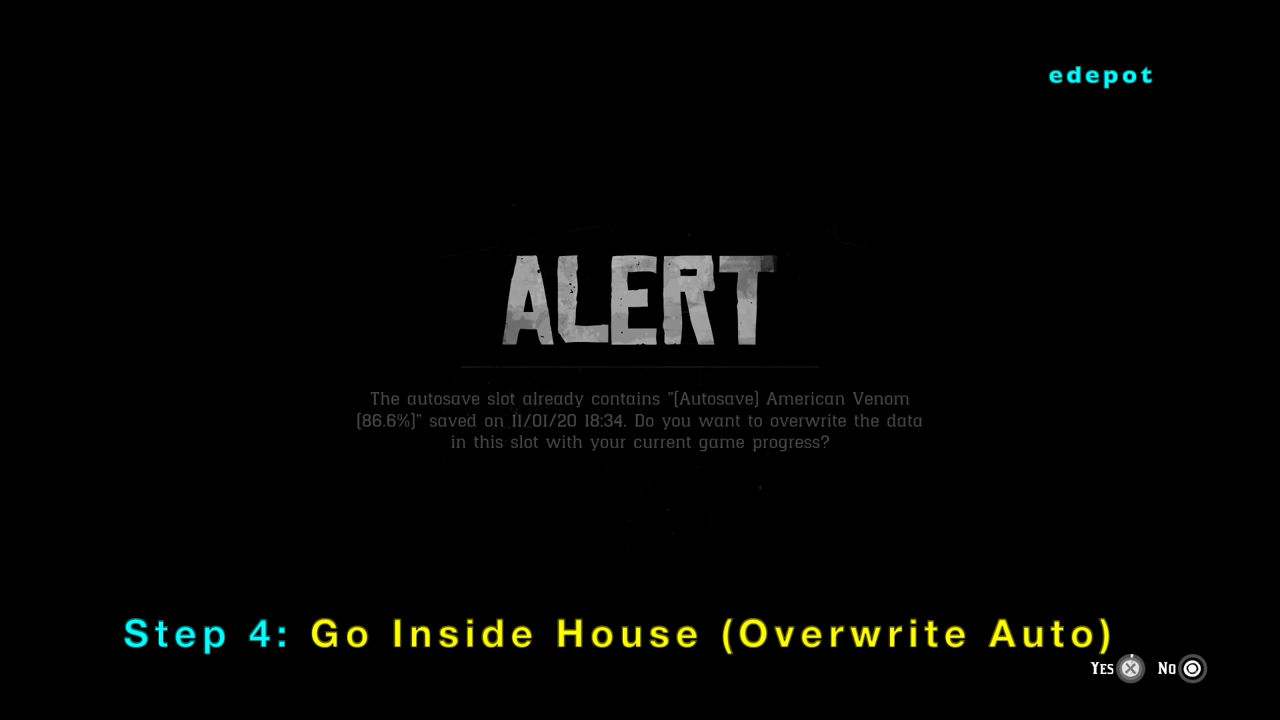 edepot
ALERT
The autosave slot already contains "(Autosave) American Venom
(86.6%)" saved on 11/01/20 18:34. Do you want to overwrite the data
in this slot with your current game progress?
Step 4: Go Inside House (Overwrite Auto)
Yes No